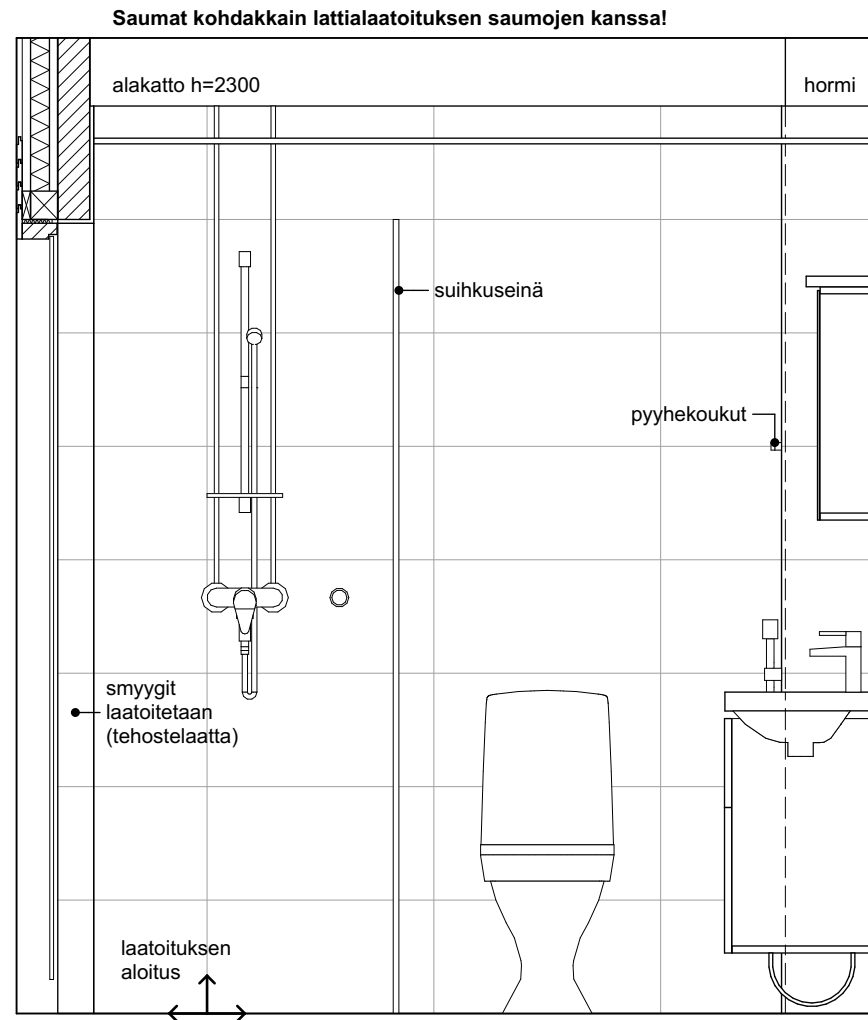 Saumat kohdakkain lattialaatoituksen saumojen kanssa!
alakatto h=2300
hormi
suihkuseinä
pyyhekoukut
smyygit
laatoitetaan
(tehostelaatta)
laatoituksen
aloitus